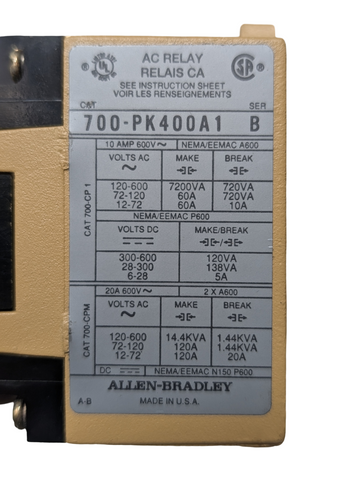 AC RELAY
RELAIS CA
SEE INSTRUCTION SHEET
VOIR LES RENSEIGNEMENTS
CAT SER
700-PK400A1 B
10 AMP 600V~ NEMA/EEMAC A600
VOLTS AC MAKE BREAK
~
120-600 7200VA 720VA
72-120 60A 720VA
12-72 60A 10A
CAT 700-CP1
NEMA/EEMAC P600
VOLTS DC MAKE/BREAK
300-600 120VA
28-300 138VA
6-28 5A
20A 600V~ 2 X A600
VOLTS AC MAKE BREAK
~
120-600 14.4KVA 1.44KVA
72-120 120A 1.44KVA
12-72 120A 20A
CAT 700-CPM
DC NEMA/EEMAC N150 P600
ALLEN-BRADLEY
A-B MADE IN U.S.A.